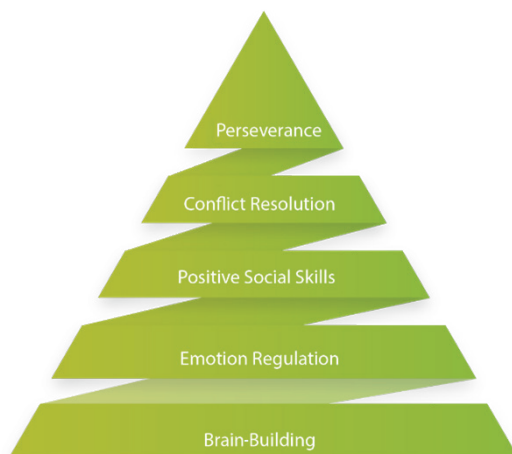 Perseverance
Conflict Resolution
Positive Social Skills
Emotion Regulation
Brain-Building